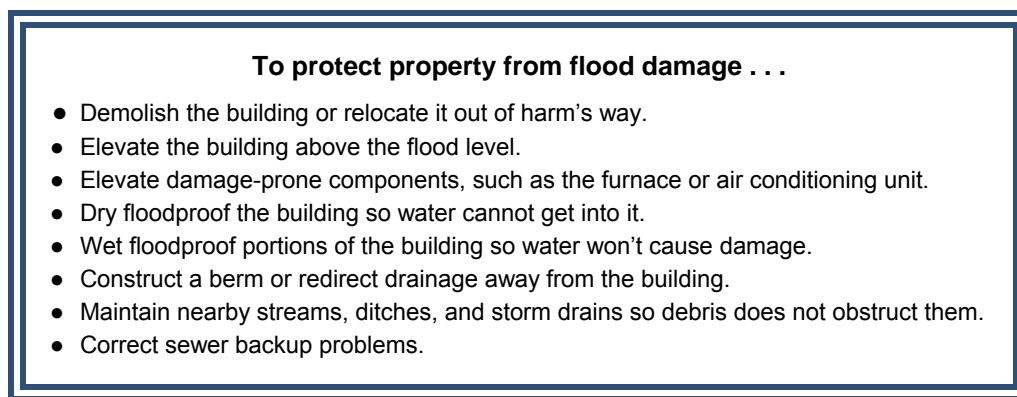 To protect property from flood damage . . .
● Demolish the building or relocate it out of harm’s way.
● Elevate the building above the flood level.
● Elevate damage-prone components, such as the furnace or air conditioning unit.
● Dry floodproof the building so water cannot get into it.
● Wet floodproof portions of the building so water won’t cause damage.
● Construct a berm or redirect drainage away from the building.
● Maintain nearby streams, ditches, and storm drains so debris does not obstruct them.
● Correct sewer backup problems.